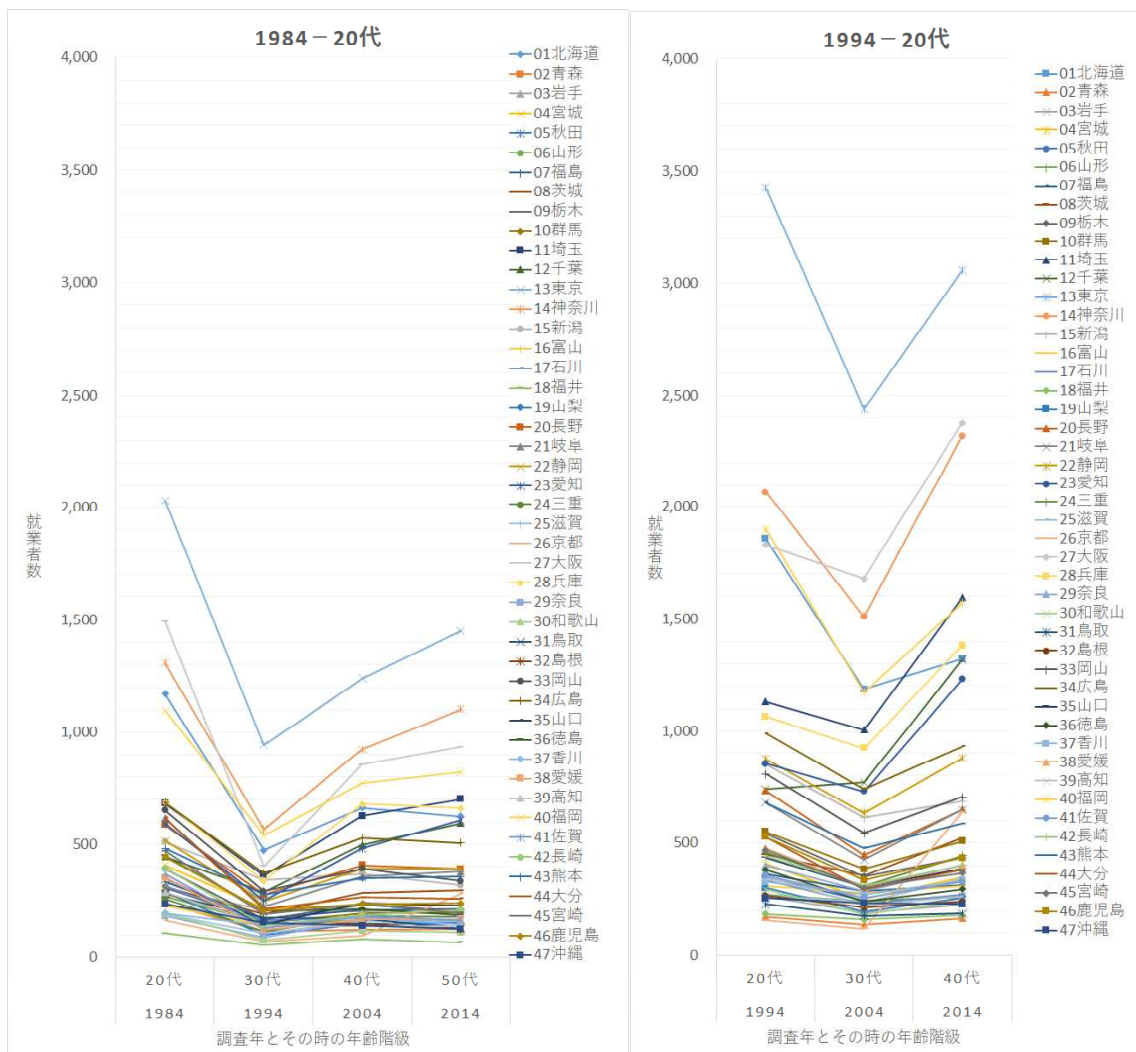 1984－20代
4,000
3,500
3,000
2,500
2,000
1,500
1,000
500
0
就業者数
20代
30代
40代
50代
1984
1994
2004
2014
調査年とその時の年齢階級
01北海道
02青森
03岩手
04宮城
05秋田
06山形
07福島
08茨城
09栃木
10群馬
11埼玉
12千葉
13東京
14神奈川
15新潟
16富山
17石川
18福井
19山梨
20長野
21岐阜
22静岡
23愛知
24三重
25滋賀
26京都
27大阪
28兵庫
29奈良
30和歌山
31鳥取
32島根
33岡山
34広島
35山口
36徳島
37香川
38愛媛
39高知
40福岡
41佐賀
42長崎
43熊本
44大分
45宮崎
46鹿児島
47沖縄
1994－20代
4,000
3,500
3,000
2,500
2,000
1,500
1,000
500
0
就業者数
20代
30代
40代
1994
2004
2014
調査年とその時の年齢階級
01北海道
02青森
03岩手
04宮城
05秋田
06山形
07福島
08茨城
09栃木
10群馬
11埼玉
12千葉
13東京
14神奈川
15新潟
16富山
17石川
18福井
19山梨
20長野
21岐阜
22静岡
23愛知
24三重
25滋賀
26京都
27大阪
28兵庫
29奈良
30和歌山
31鳥取
32島根
33岡山
34広島
35山口
36徳島
37香川
38愛媛
39高知
40福岡
41佐賀
42長崎
43熊本
44大分
45宮崎
46鹿児島
47沖縄